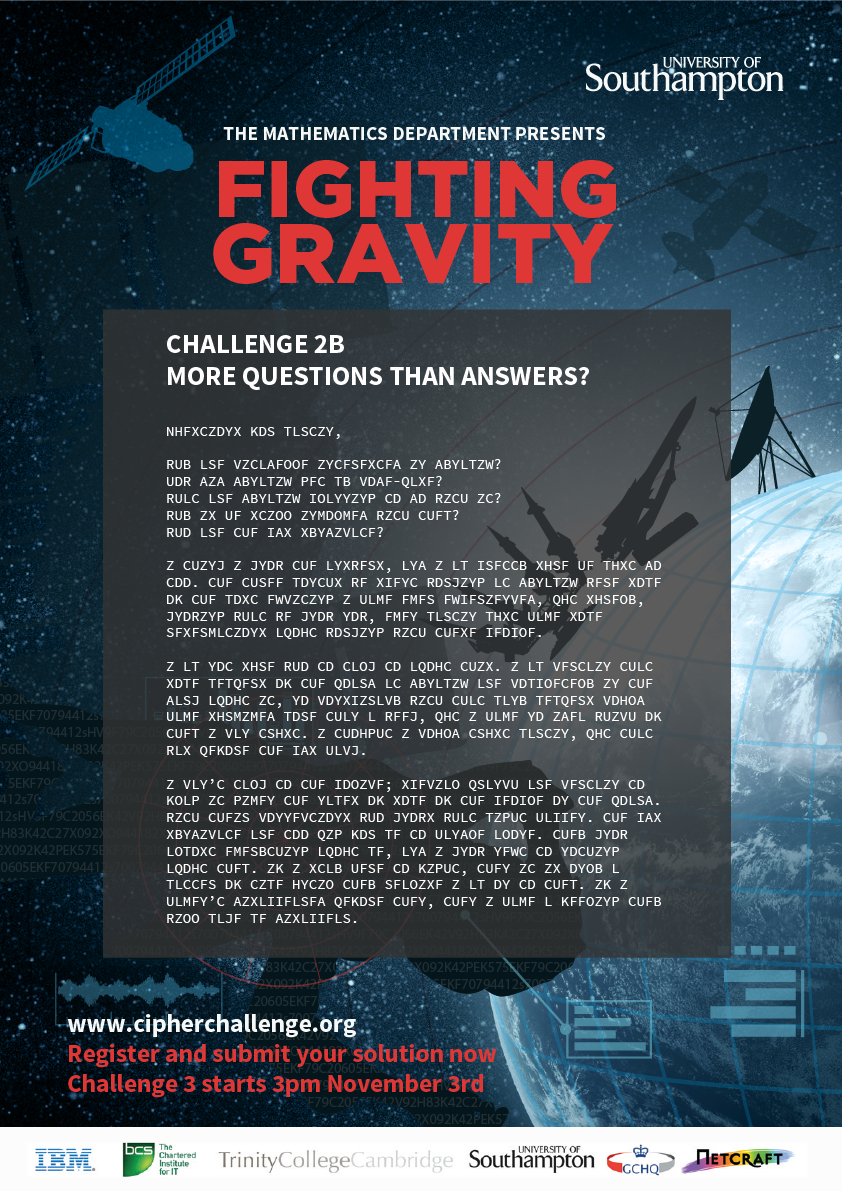 UNIVERSITY OF
Southampton
THE MATHEMATICS DEPARTMENT PRESENTS
FIGHTING
GRAVITY
CHALLENGE 2B
MORE QUESTIONS THAN ANSWERS?
NHFXCZDYX KDS TLSCZY,
RUB LSF VZCLAFOOF ZYCFSFXCFA ZY ABYLTZW?
UDR AZA ABYLTZW PFC TB VDAF-QLXF?
RULC LSF ABYLTZW IOLYYZYP CD AD RZCU ZC?
RUB ZX UF XCZOO ZYMDOMFA RZCU CUFT?
RUD LSF CUF IAX XBYAZVLCF?
Z CUZYJ Z JYDR CUF LYXRFSX, LYA Z LT ISFCCB XHSF UF THXC AD
CDD. CUF CUSFF TDYCUX RF XIFYC RDSJZYP LC ABYLTZW RFSF XDTF
DK CUF TDXC FWVZCZYP Z ULMF FMFS FWIFSZFYVFA, QHC XHSFOB,
JYDRZYP RULC RF JYDR YDR, FMFY TLSCZY THXC ULMF XDTF
SFXFSMLCZDYX LQDHC RDSJZYP RZCU CUFXF IFDIOF.
Z LT YDC XHSF RUD CD CLOJ CD LQDHC CUZX. Z LT VFSCLZY CULC
XDTF TFTQFSX DK CUF QDLSA LC ABYLTZW LSF VDTIOFCFOB ZY CUF
ALSJ LQDHC ZC, YD VDYXIZSLVB RZCU CULC TLYB TFTQFSX VDHOA
ULMF XHSMZMFA TDSF CULY L RFFJ, QHC Z ULMF YD ZAFL RUZVU DK
CUFT Z VLY CSHXC. Z CUDHPUC Z VDHOA CSHXC TLSCZY, QHC CULC
RLX QFKDSF CUF IAX ULVJ.
Z VLY’C CLOJ CD CUF IDOZVF; XIFVZLO QSLYVU LSF VFSCLZY CD
KOLP ZC PZMFY CUF YLTFX DK XDTF DK CUF IFDIOF DY CUF QDLSA.
RZCU CUFZS VDYYFVCZDYX RUD JYDRX RULC TZPUC ULIIFY. CUF IAX
XBYAZVLCF LSF CDD QZP KDS TF CD ULYAOF LODYF. CUFB JYDR
LOTDXC FMFSBCUZYP LQDHC TF, LYA Z JYDR YFWC CD YDCUZYP
LQDHC CUFT. ZK Z XCLB UFSF CD KZPUC, CUFY ZC ZX DYOB L
TLCCFS DK CZTF HYCZO CUFB SFLOZXF Z LT DY CD CUFT. ZK Z
ULMFY’C AZXLIIFLSFA QFKDSF CUFY, CUFY Z ULMF L KFFOZYP CUFB
RZOO TLJF TF AZXLIIFLS.
www.cipherchallenge.org
Register and submit your solution now
Challenge 3 starts 3pm November 3rd
IBM
bcs
The
Chartered
Institute
for IT
TrinityCollegeCambridge
UNIVERSITY OF
Southampton
GCHQ
NETCRAFT